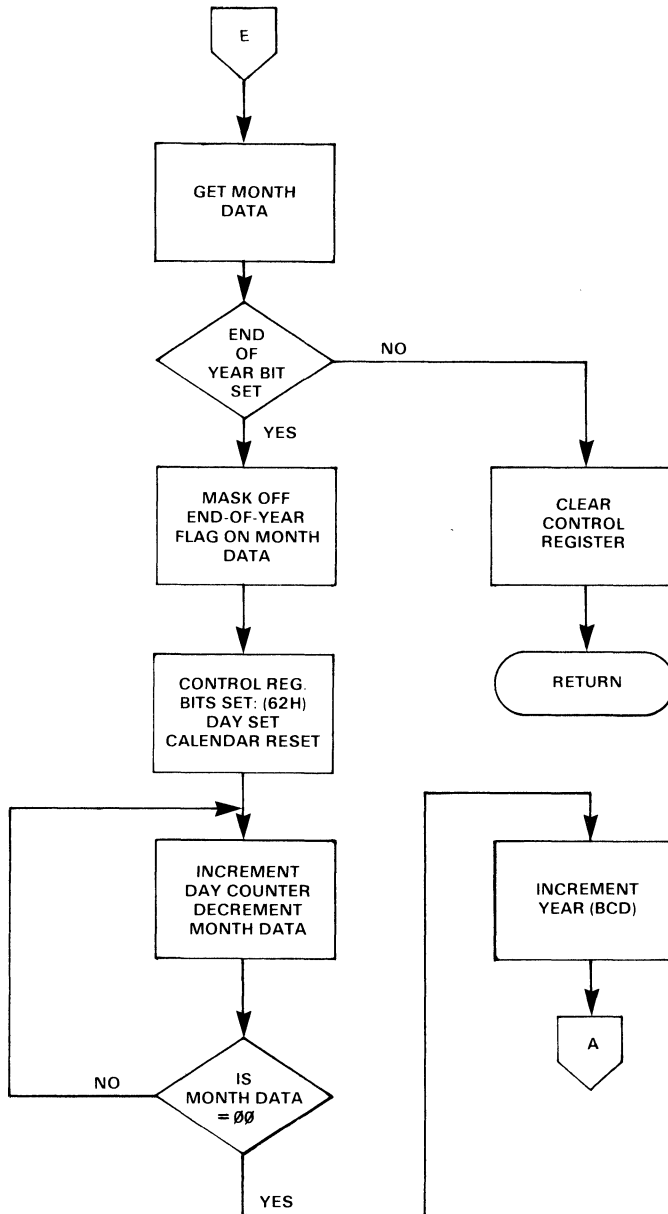 E
GET MONTH
DATA
END
OF
YEAR BIT
SET
NO
YES
MASK OFF
END-OF-YEAR
FLAG ON MONTH
DATA
CLEAR
CONTROL
REGISTER
CONTROL REG.
BITS SET: (62H)
DAY SET
CALENDAR RESET
RETURN
INCREMENT
DAY COUNTER
DECREMENT
MONTH DATA
INCREMENT
YEAR (BCD)
A
IS
MONTH DATA
= ØØ
NO
YES